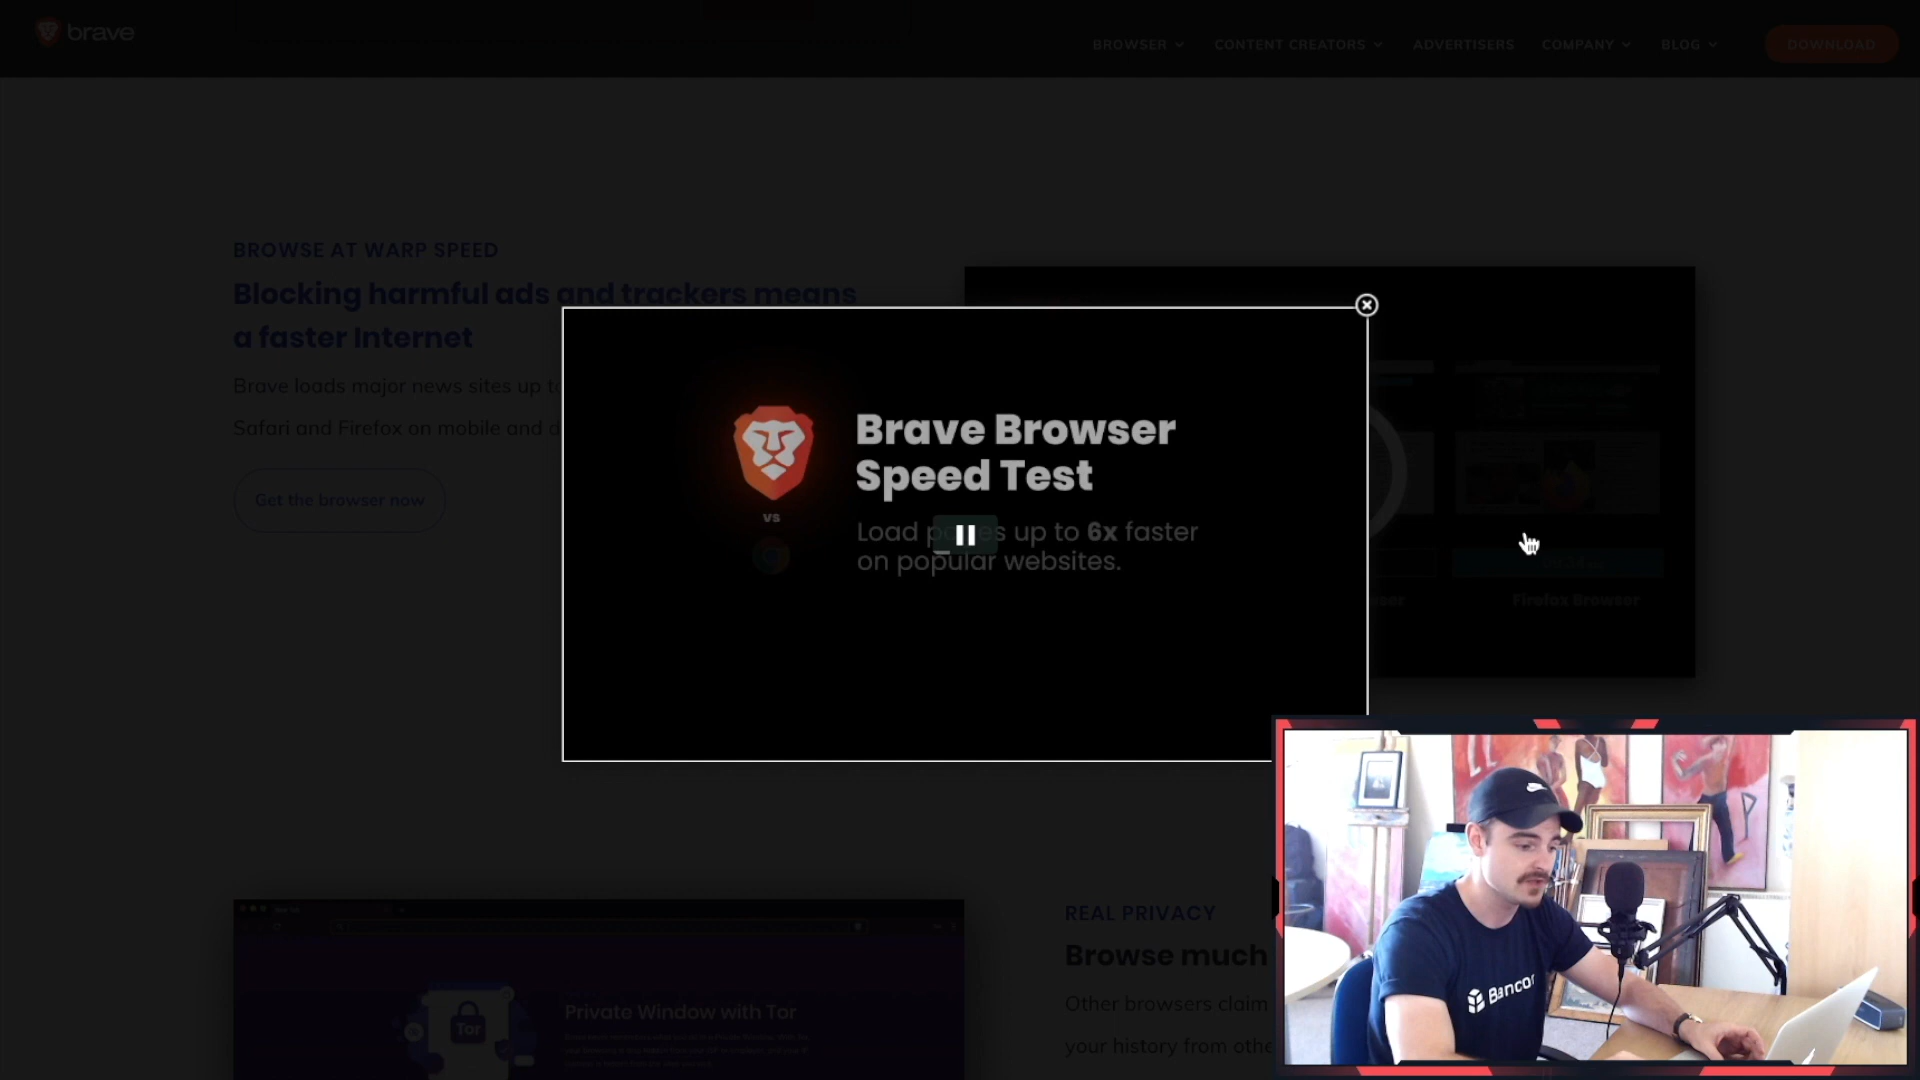 brave
BROWSER
CONTENT CREATORS
ADVERTISERS
COMPANY
BLOG
DOWNLOAD
BROWSE AT WARP SPEED
Blocking harmful ads and trackers means
a faster Internet
Brave loads major news sites up to
Safari and Firefox on mobile and d
Get the browser now
Brave Browser
Speed Test
vs
Load pages up to 6x faster
on popular websites.
Firefox Browser
REAL PRIVACY
Browse much
Other browsers claim
your history from othe
Private Window with Tor
Tor
Bancor